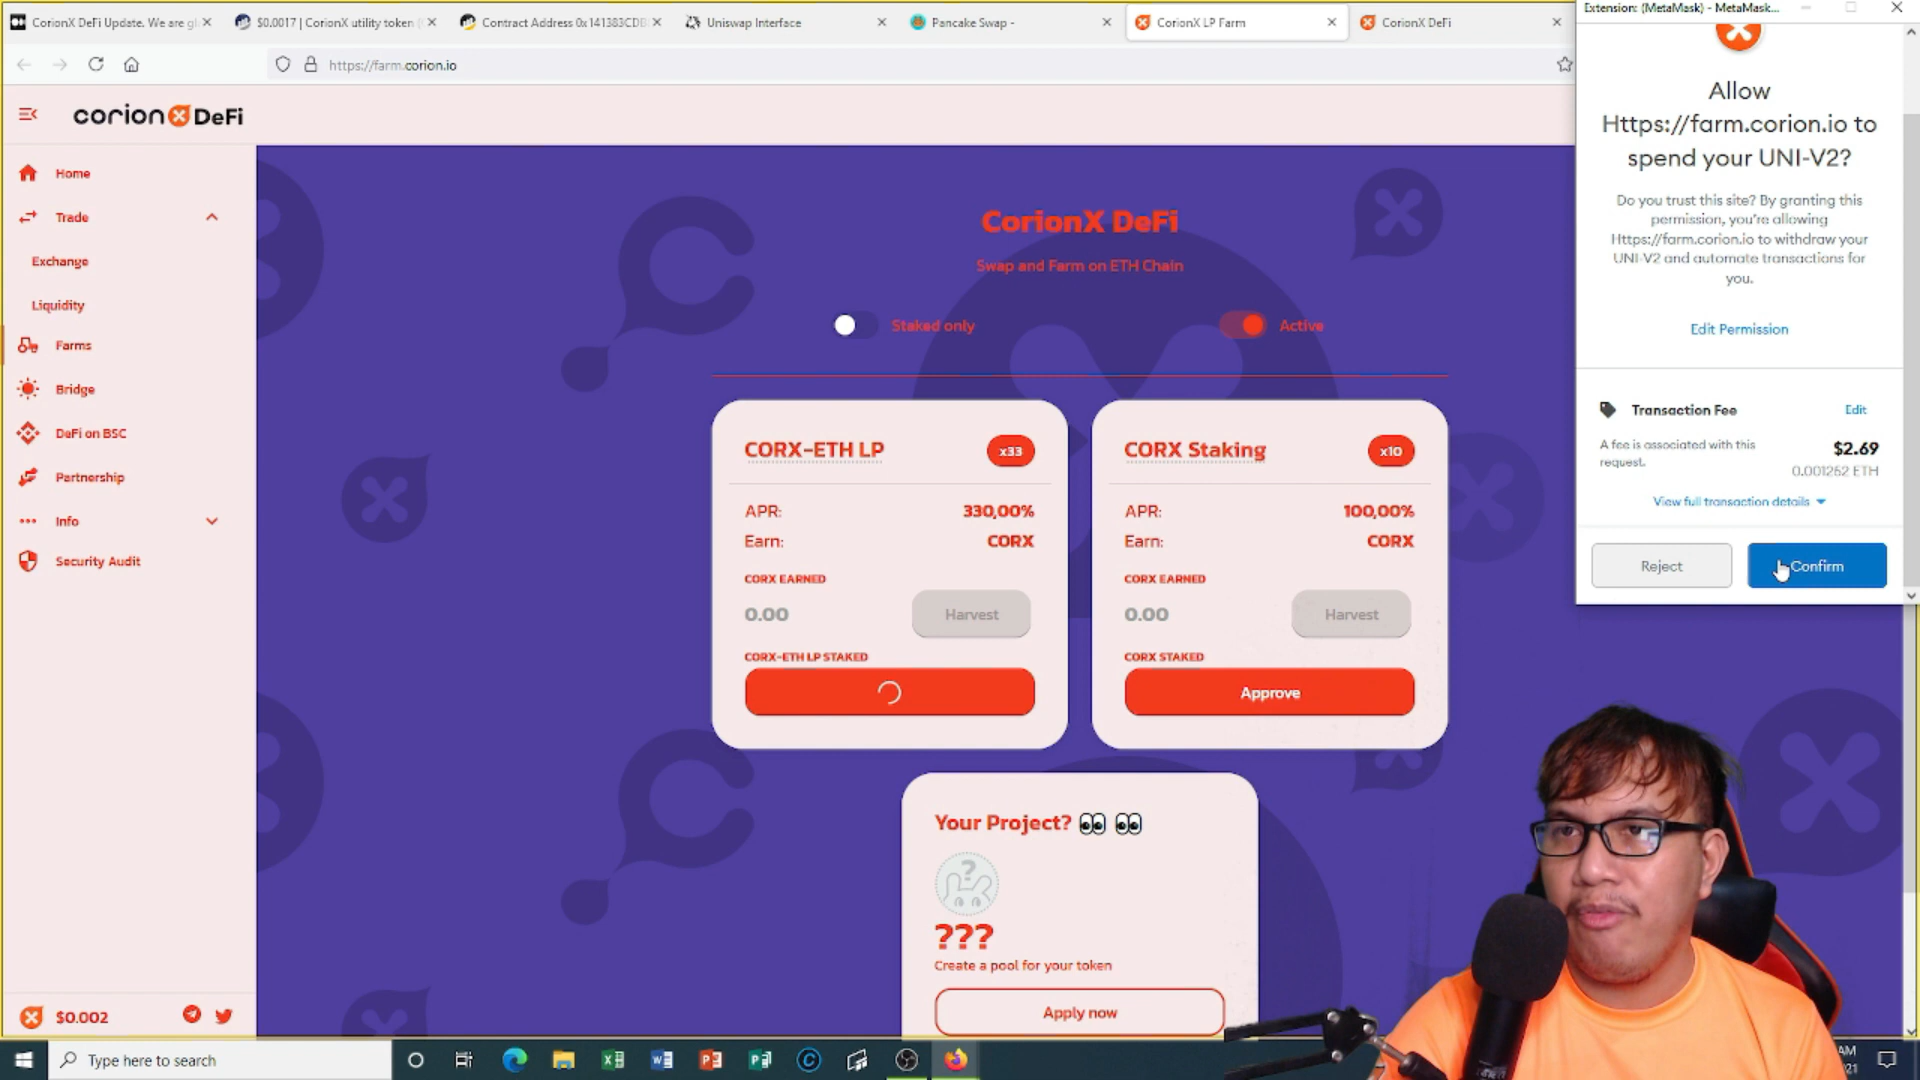 CorionX DeFi Update. We are gl
$0.0017 | CorionX utility token (
Contract Address 0x141383CDB
Uniswap Interface
Pancake Swap -
CorionX LP Farm
CorionX DeFi
Extension: (MetaMask) - MetaMask...
https://farm.corion.io
corion DeFi
Home
Trade
Exchange
Liquidity
Farms
Bridge
DeFi on BSC
Partnership
Info
Security Audit
$0.002
CorionX DeFi
Swap and Farm on ETH Chain
Staked only
Active
CORX-ETH LP
x33
APR:
330,00%
Earn:
CORX
CORX EARNED
0.00
Harvest
CORX-ETH LP STAKED
CORX Staking
x10
APR:
100,00%
Earn:
CORX
CORX EARNED
0.00
Harvest
CORX STAKED
Approve
Your Project?
???
Create a pool for your token
Apply now
Allow
Https://farm.corion.io to
spend your UNI-V2?
Do you trust this site? By granting this
permission, you're allowing
Https://farm.corion.io to withdraw your
UNI-V2 and automate transactions for
you.
Edit Permission
Transaction Fee
Edit
A fee is associated with this
request.
$2.69
0.001262 ETH
View full transaction details
Reject
Confirm
Type here to search
AM
21